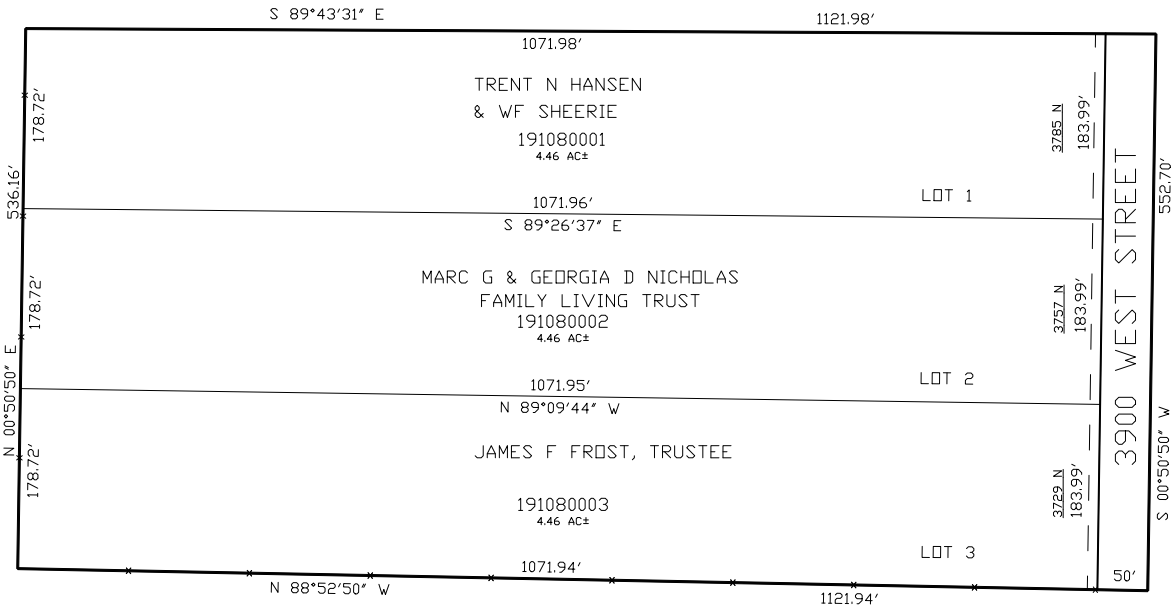 S 89°43'31" E
1121.98'
1071.98'
TRENT N HANSEN
& WF SHEERIE
191080001
4.46 AC±
178.72'
3785 N
183.99'
LOT 1
536.16'
552.70'
1071.96'
S 89°26'37" E
MARC G & GEORGIA D NICHOLAS
FAMILY LIVING TRUST
191080002
4.46 AC±
178.72'
3757 N
183.99'
3900 WEST STREET
LOT 2
1071.95'
N 89°09'44" W
N 00°50'50" E
S 00°50'50" W
JAMES F FROST, TRUSTEE
191080003
4.46 AC±
178.72'
3729 N
183.99'
LOT 3
1071.94'
50'
N 88°52'50" W
1121.94'